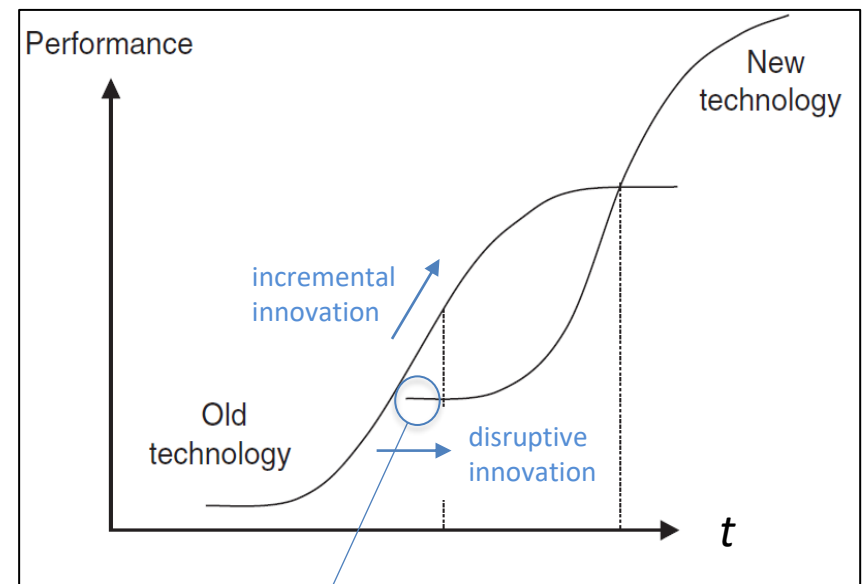 Performance
New
technology
incremental
innovation
Old
technology
disruptive
innovation
t